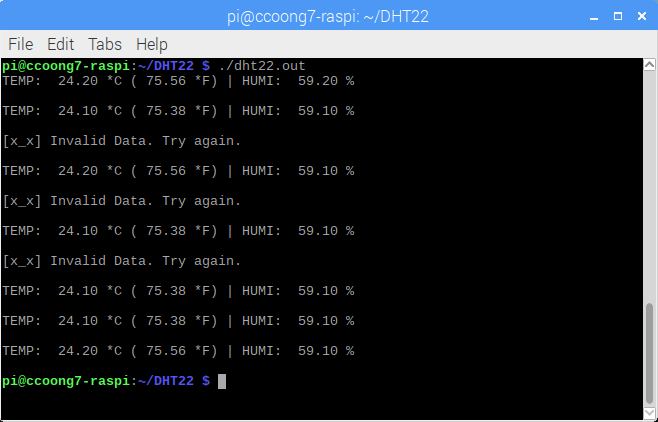 pi@ccoong7-raspi: ~/DHT22
File Edit Tabs Help
pi@ccoong7-raspi:~/DHT22 $ ./dht22.out
TEMP:  24.20 *C ( 75.56 *F) | HUMI:  59.20 %
TEMP:  24.10 *C ( 75.38 *F) | HUMI:  59.10 %
[x_x] Invalid Data. Try again.
TEMP:  24.20 *C ( 75.56 *F) | HUMI:  59.10 %
[x_x] Invalid Data. Try again.
TEMP:  24.10 *C ( 75.38 *F) | HUMI:  59.10 %
[x_x] Invalid Data. Try again.
TEMP:  24.10 *C ( 75.38 *F) | HUMI:  59.10 %
TEMP:  24.10 *C ( 75.38 *F) | HUMI:  59.10 %
TEMP:  24.20 *C ( 75.56 *F) | HUMI:  59.10 %
pi@ccoong7-raspi:~/DHT22 $